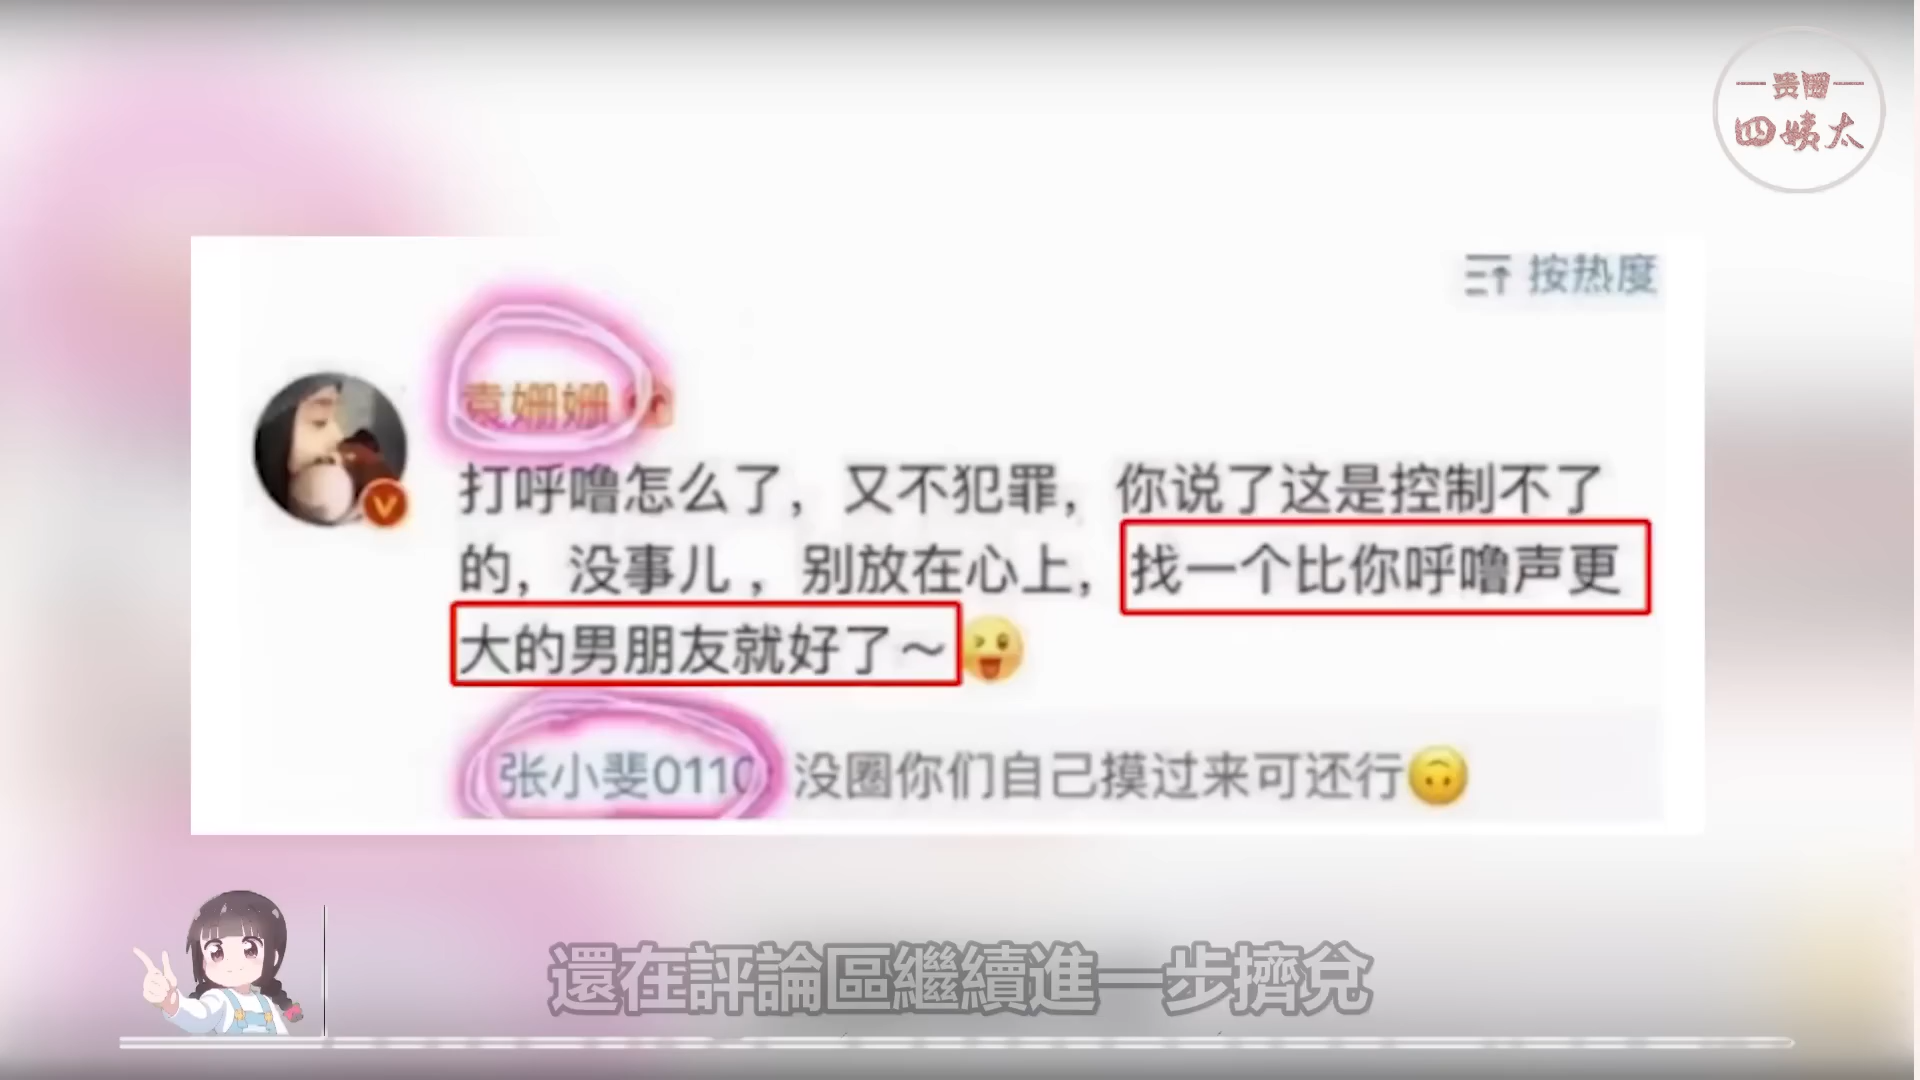 贵圈
四姨太
按热度
袁姗姗
打呼噜怎么了，又不犯罪，你说了这是控制不了
的，没事儿，别放在心上，找一个比你呼噜声更
大的男朋友就好了～
张小斐0110：没圈你们自己摸过来可还行
還在評論區繼續進一步擠兌